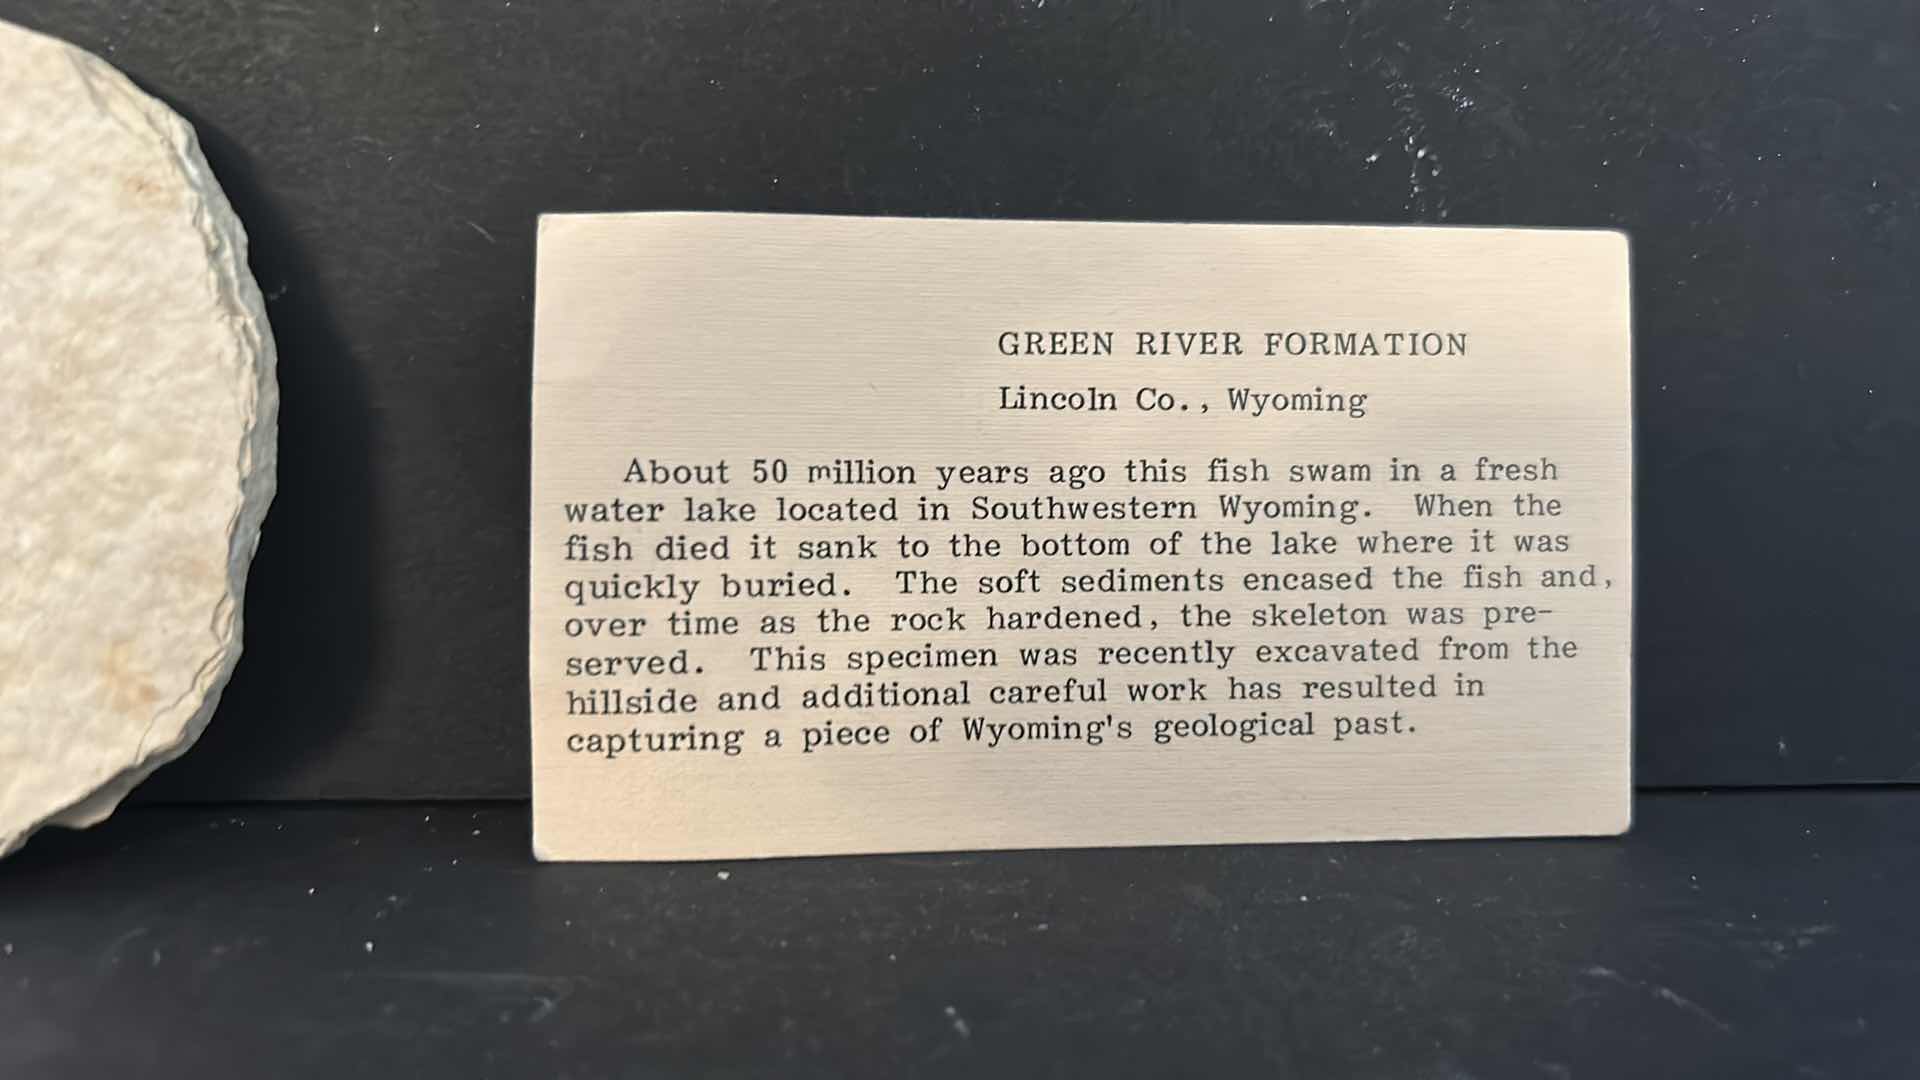 GREEN RIVER FORMATION
Lincoln Co., Wyoming
About 50 million years ago this fish swam in a fresh
water lake located in Southwestern Wyoming. When the
fish died it sank to the bottom of the lake where it was
quickly buried. The soft sediments encased the fish and,
over time as the rock hardened, the skeleton was pre-
served. This specimen was recently excavated from the
hillside and additional careful work has resulted in
capturing a piece of Wyoming's geological past.